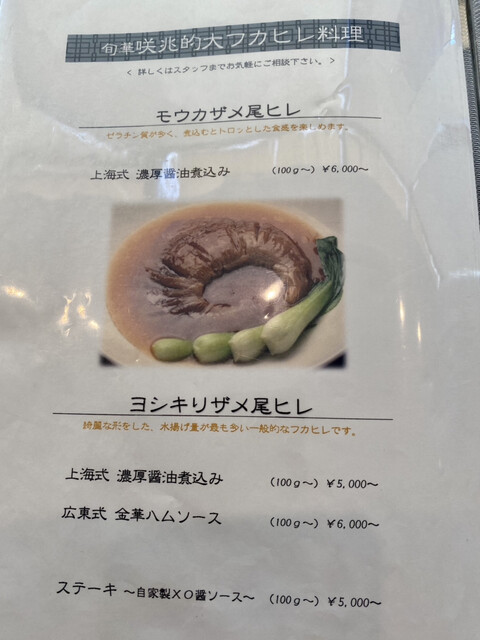 旬華咲兆的大フカヒレ料理
< 詳しくはスタッフまでお気軽にご相談下さい。>
モウカザメ尾ヒレ
ゼラチン質が多く、煮込むとトロッとした食感を楽しめます。
上海式 濃厚醤油煮込み (100g～) ¥6,000～
ヨシキリザメ尾ヒレ
綺麗な形をした、水揚げ量が最も多い一般的なフカヒレです。
上海式 濃厚醤油煮込み (100g～) ¥5,000～
広東式 金華ハムソース (100g～) ¥6,000～
ステーキ ～自家製XO醤ソース～ (100g～) ¥5,000～